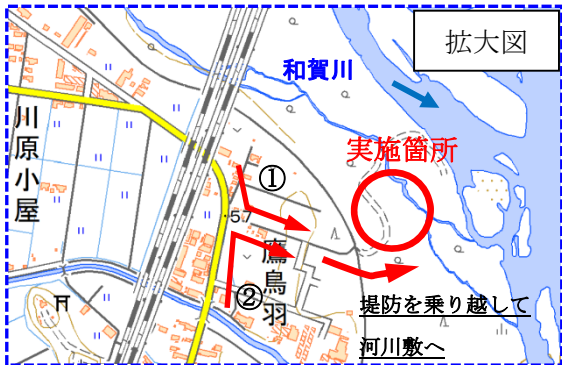 拡大図
和賀川
川原小屋
実施箇所
①
・57
鷹鳥羽
②
堤防を乗り越して
河川敷へ